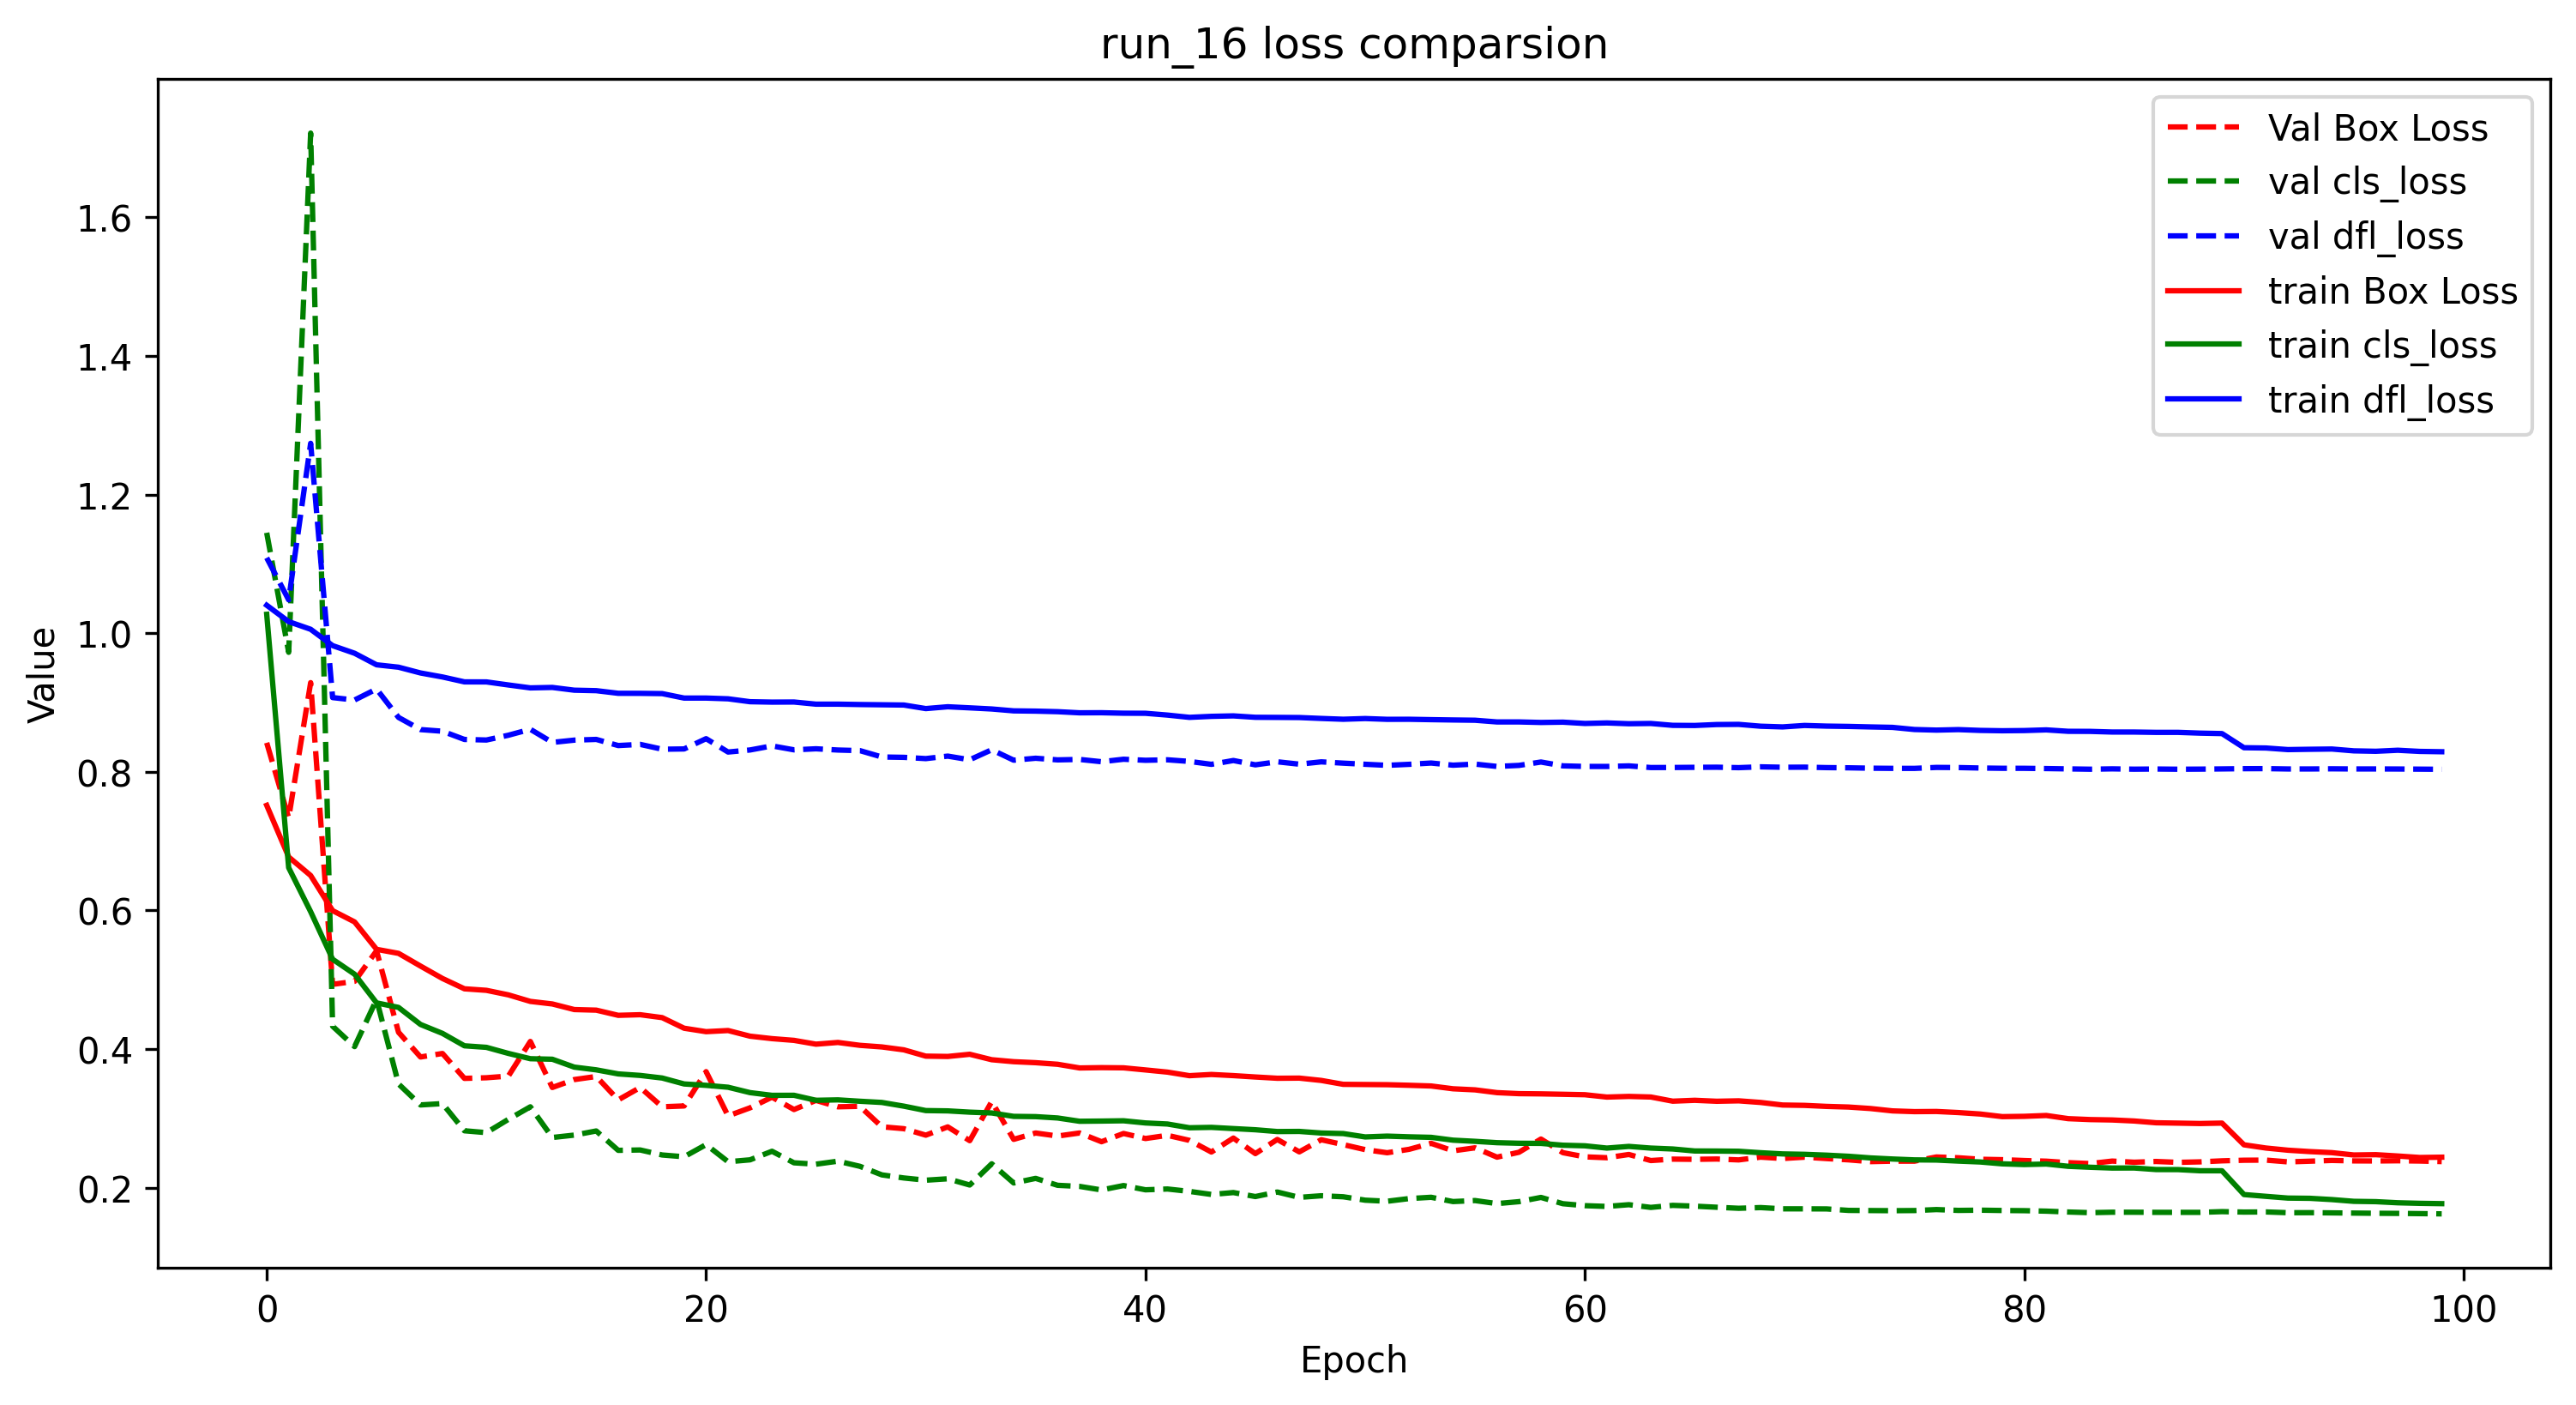 run_16 loss comparsion
Val Box Loss
val cls_loss
val dfl_loss
train Box Loss
train cls_loss
train dfl_loss
Value
1.6
1.4
1.2
1.0
0.8
0.6
0.4
0.2
0 20 40 60 80 100
Epoch